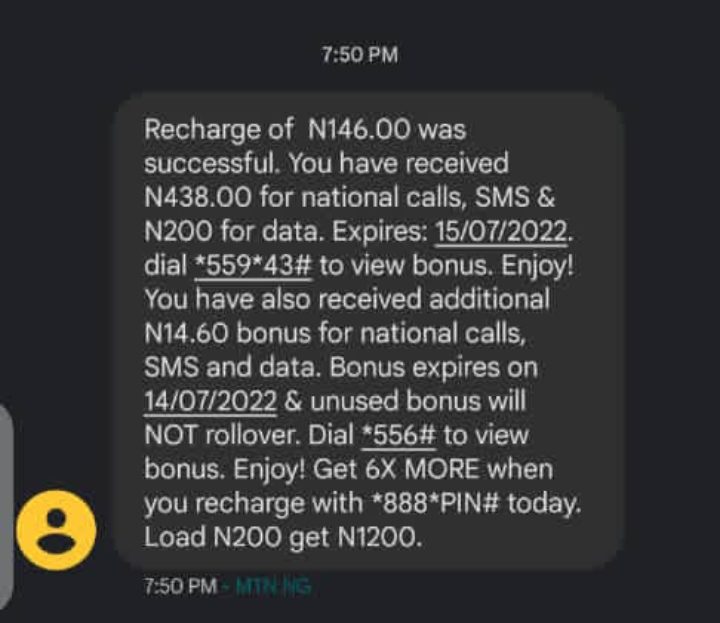 7:50 PM
Recharge of  N146.00 was
successful. You have received
N438.00 for national calls, SMS &
N200 for data. Expires: 15/07/2022.
dial *559*43# to view bonus. Enjoy!
You have also received additional
N14.60 bonus for national calls,
SMS and data. Bonus expires on
14/07/2022 & unused bonus will
NOT rollover. Dial *556# to view
bonus. Enjoy! Get 6X MORE when
you recharge with *888*PIN# today.
Load N200 get N1200.
7:50 PM - MTN NG